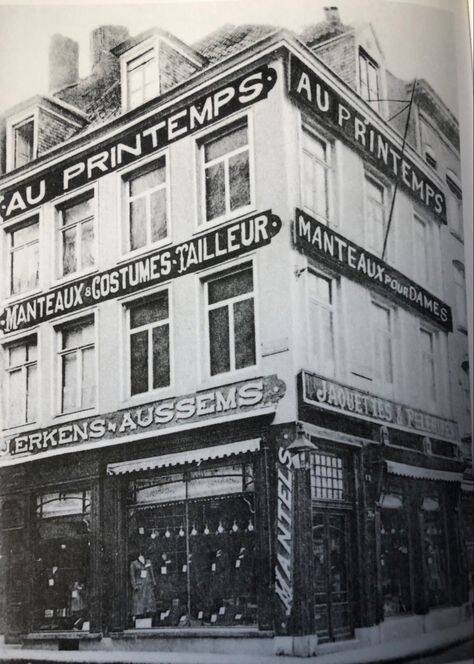 AU PRINTEMPS
AU PRINTEMPS
MANTEAUX & COSTUMES-TAILLEUR
MANTEAUX POUR DAMES
J. ERKENS-AUSSEMS
JAQUETTES &
MANTELS